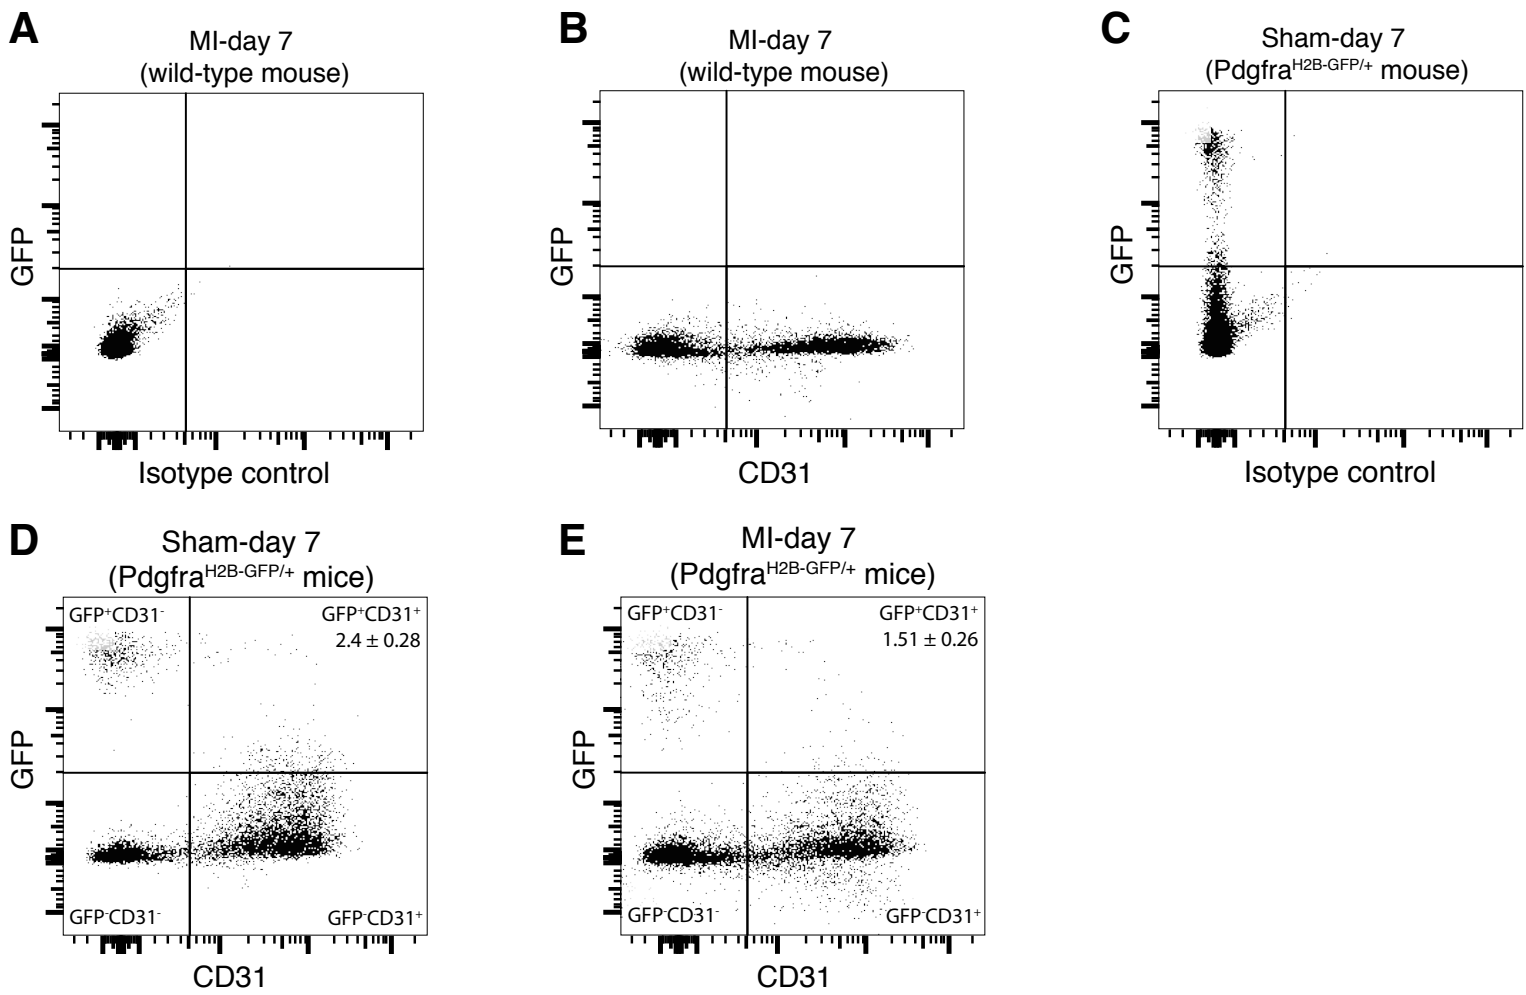 A
MI-day 7
(wild-type mouse)
GFP
Isotype control
B
MI-day 7
(wild-type mouse)
GFP
CD31
C
Sham-day 7
(Pdgfraᴴ²ᴮ⁻ᴳᶠᴾ/⁺ mouse)
GFP
Isotype control
D
Sham-day 7
(Pdgfraᴴ²ᴮ⁻ᴳᶠᴾ/⁺ mice)
GFP⁺CD31⁻
GFP⁺CD31⁺
2.4 ± 0.28
GFP
GFP⁻CD31⁻
GFP⁻CD31⁺
CD31
E
MI-day 7
(Pdgfraᴴ²ᴮ⁻ᴳᶠᴾ/⁺ mice)
GFP⁺CD31⁻
GFP⁺CD31⁺
1.51 ± 0.26
GFP
GFP⁻CD31⁻
GFP⁻CD31⁺
CD31